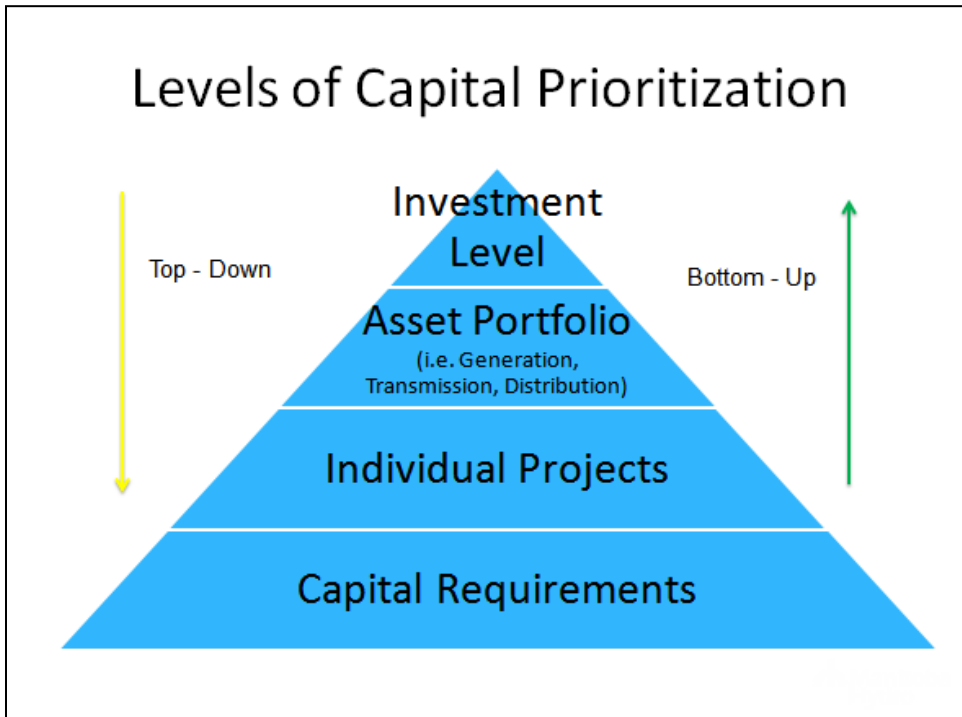 Levels of Capital Prioritization
Investment
Level
Top - Down
Bottom - Up
Asset Portfolio
(i.e. Generation,
Transmission, Distribution)
Individual Projects
Capital Requirements